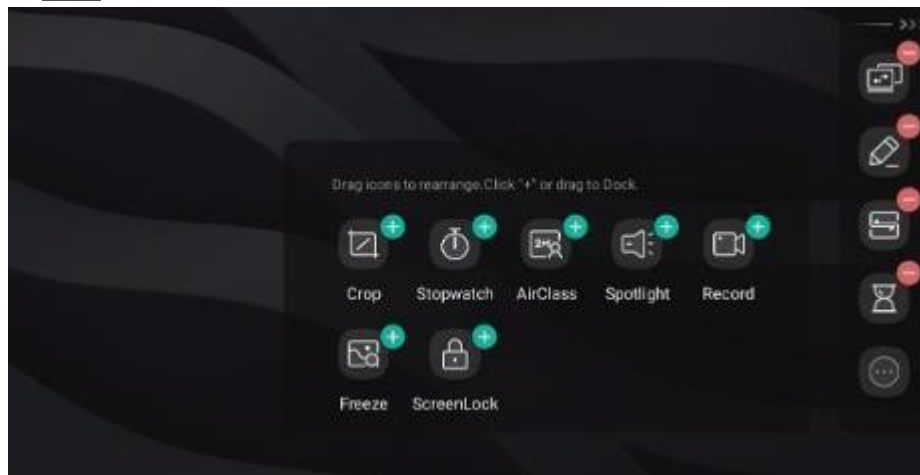 Drag icons to rearrange.Click "+" or drag to Dock.
Crop Stopwatch AirClass Spotlight Record
Freeze ScreenLock